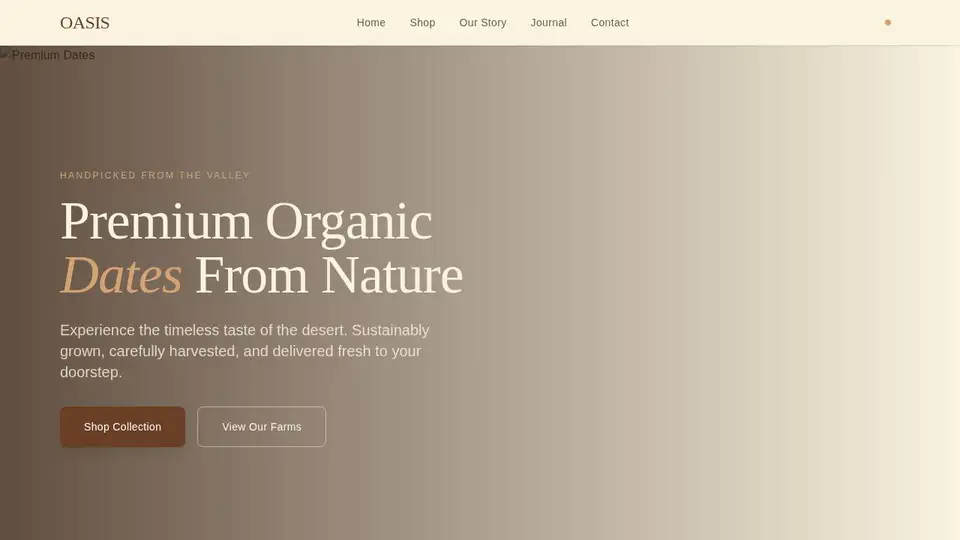 OASIS
Home Shop Our Story Journal Contact
Premium Dates
HANDPICKED FROM THE VALLEY
Premium Organic
Dates From Nature
Experience the timeless taste of the desert. Sustainably
grown, carefully harvested, and delivered fresh to your
doorstep.
Shop Collection View Our Farms